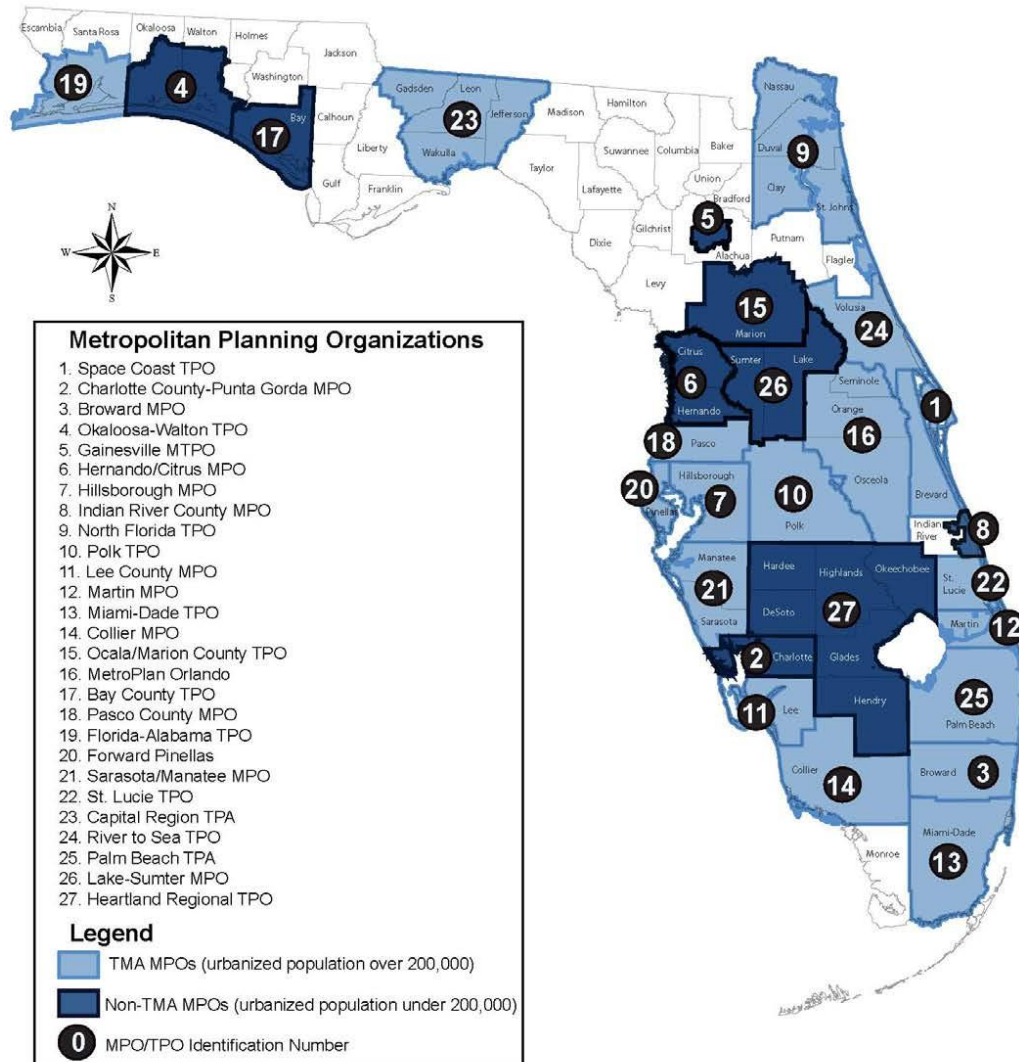 Escambia
Santa Rosa
Okaloosa
Walton
Holmes
Jackson
Washington
19
4
17
Bay
Calhoun
Gulf
Liberty
Franklin
Gadsden
Leon
23
Jefferson
Wakulla
Madison
Taylor
Hamilton
Suwannee
Columbia
Lafayette
Dixie
Baker
Union
Bradford
Gilchrist
5
Alachua
Levy
Nassau
Duval
9
Clay
St. Johns
Putnam
Flagler
N
W
E
S
15
Marion
Volusia
24
Citrus
6
Hernando
Sumter
Lake
26
Seminole
Orange
16
Osceola
1
Brevard
18
Pasco
20
Pinellas
Hillsborough
7
10
Polk
Indian
River
8
Manatee
21
Sarasota
Hardee
Highlands
Okeechobee
DeSoto
27
Glades
Hendry
St.
Lucie
22
Martin
12
2
Charlotte
11
Lee
25
Palm Beach
Collier
14
Broward
3
Monroe
Miami-Dade
13
Metropolitan Planning Organizations
1. Space Coast TPO
2. Charlotte County-Punta Gorda MPO
3. Broward MPO
4. Okaloosa-Walton TPO
5. Gainesville MTPO
6. Hernando/Citrus MPO
7. Hillsborough MPO
8. Indian River County MPO
9. North Florida TPO
10. Polk TPO
11. Lee County MPO
12. Martin MPO
13. Miami-Dade TPO
14. Collier MPO
15. Ocala/Marion County TPO
16. MetroPlan Orlando
17. Bay County TPO
18. Pasco County MPO
19. Florida-Alabama TPO
20. Forward Pinellas
21. Sarasota/Manatee MPO
22. St. Lucie TPO
23. Capital Region TPA
24. River to Sea TPO
25. Palm Beach TPA
26. Lake-Sumter MPO
27. Heartland Regional TPO
Legend
TMA MPOs (urbanized population over 200,000)
Non-TMA MPOs (urbanized population under 200,000)
0 MPO/TPO Identification Number